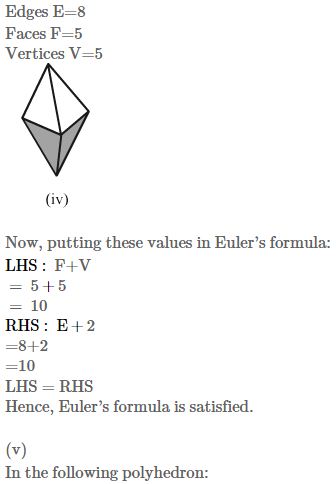 Edges E=8
Faces F=5
Vertices V=5
(iv)
Now, putting these values in Euler's formula:
LHS : F+V
= 5 + 5
= 10
RHS : E + 2
=8+2
=10
LHS = RHS
Hence, Euler's formula is satisfied.
(v)
In the following polyhedron: